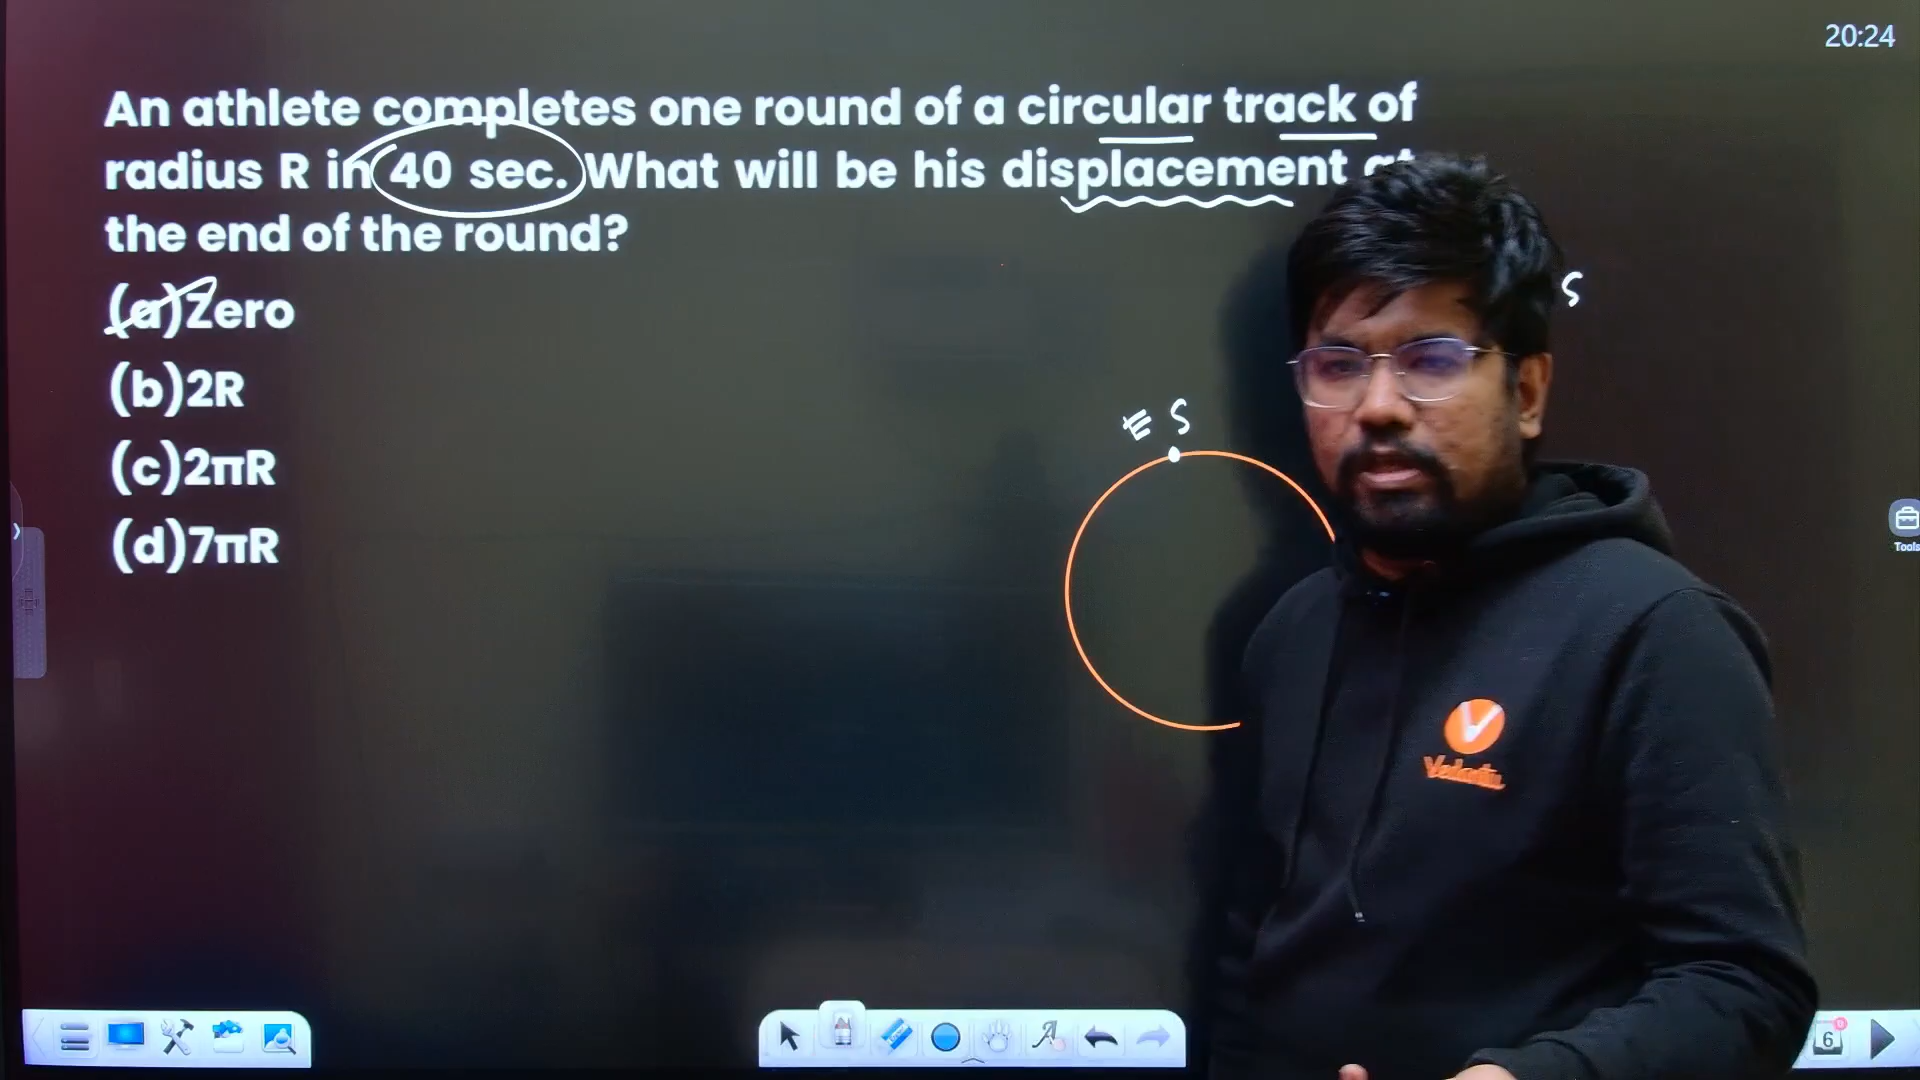 20:24
An athlete completes one round of a circular track of
radius R in 40 sec. What will be his displacement at
the end of the round?
(a)Zero
(b)2R
(c)2πR
(d)7πR
S
E S
Tools
Vedantu
6